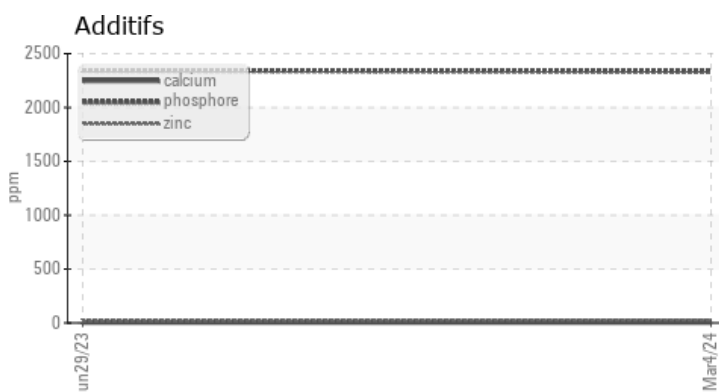 Additifs
2500
calcium
phosphore
zinc
2000
1500
1000
500
0
ppm
un29/23
Mar4/24